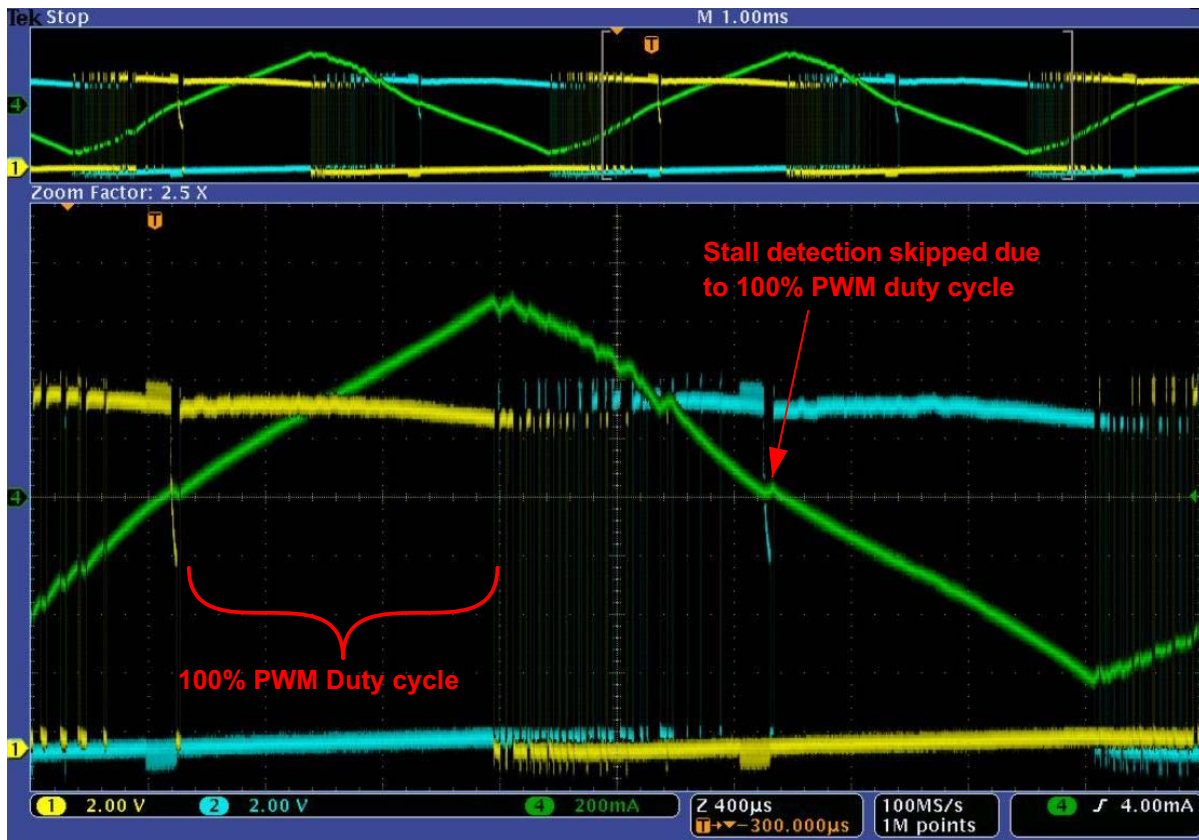 Tek Stop
M 1.00ms
T
4
1
Zoom Factor: 2.5 X
T
Stall detection skipped due
to 100% PWM duty cycle
4
100% PWM Duty cycle
1
1 2.00 V 2 2.00 V 4 200mA Z 400µs 100MS/s 4 ∫ 4.00mA
T→▾−300.000µs 1M points